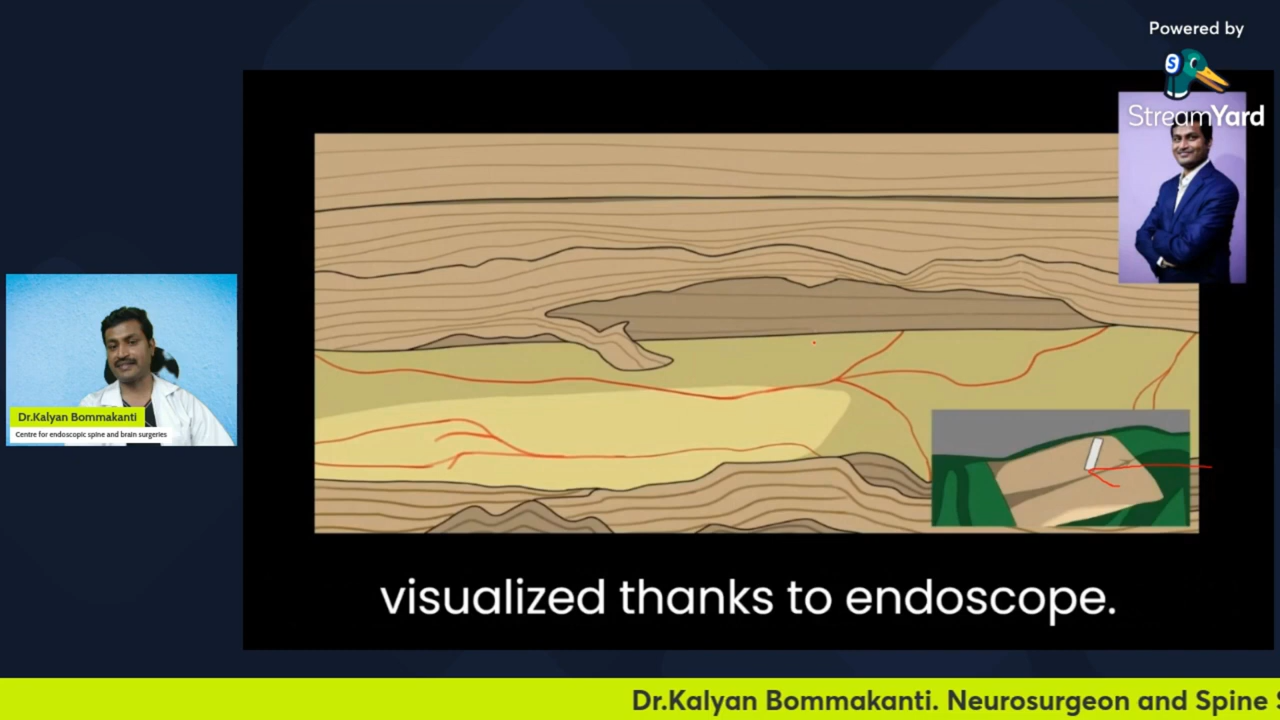 Powered by
StreamYard
Dr.Kalyan Bommakanti
Centre for endoscopic spine and brain surgeries
visualized thanks to endoscope.
Dr.Kalyan Bommakanti. Neurosurgeon and Spine